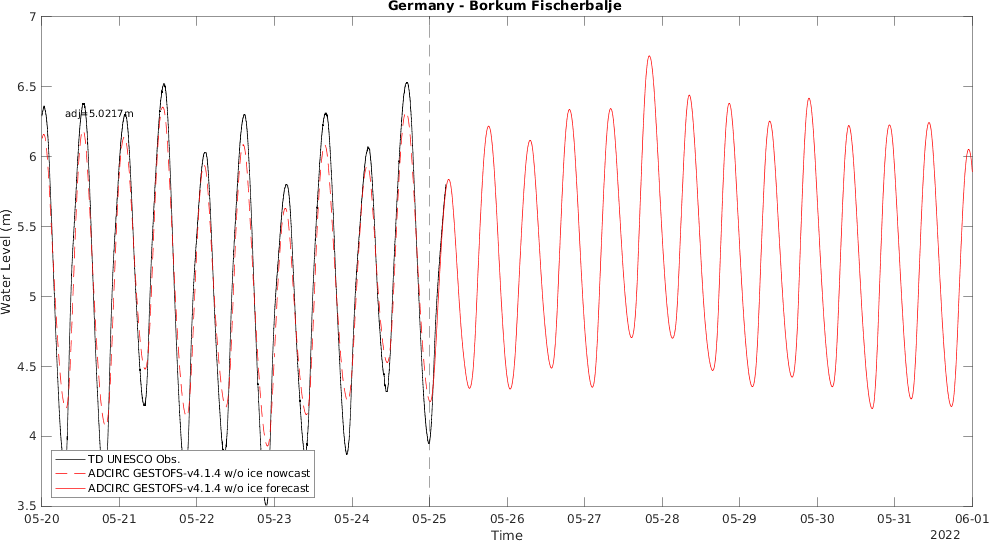 Germany - Borkum Fischerbalje
7
6.5
adj=5.0217m
6
5.5
5
4.5
4
3.5
Water Level (m)
TD UNESCO Obs.
ADCIRC GESTOFS-v4.1.4 w/o ice nowcast
ADCIRC GESTOFS-v4.1.4 w/o ice forecast
05-20 05-21 05-22 05-23 05-24 05-25 05-26 05-27 05-28 05-29 05-30 05-31 06-01
Time
2022